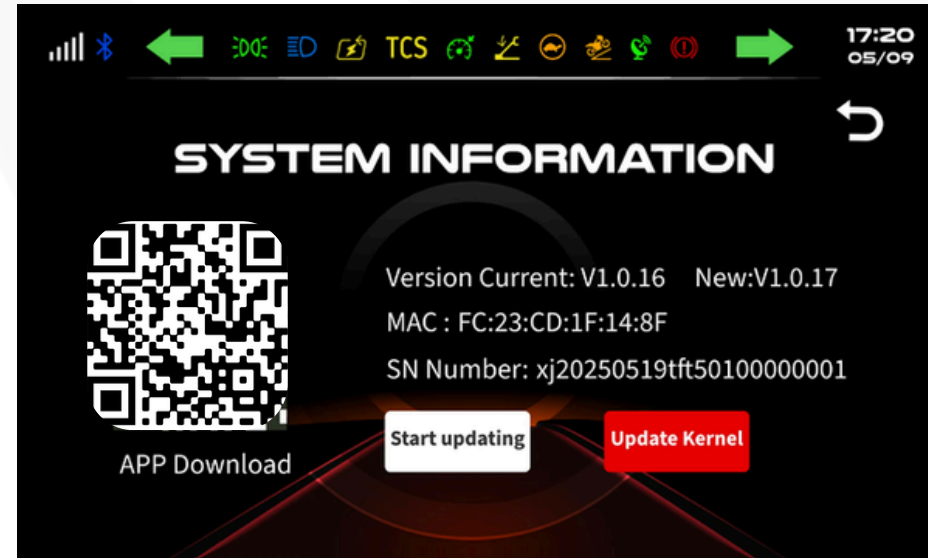 TCS
17:20
05/09
SYSTEM INFORMATION
Version Current: V1.0.16 New:V1.0.17
MAC : FC:23:CD:1F:14:8F
SN Number: xj20250519tft50100000001
Start updating
Update Kernel
APP Download